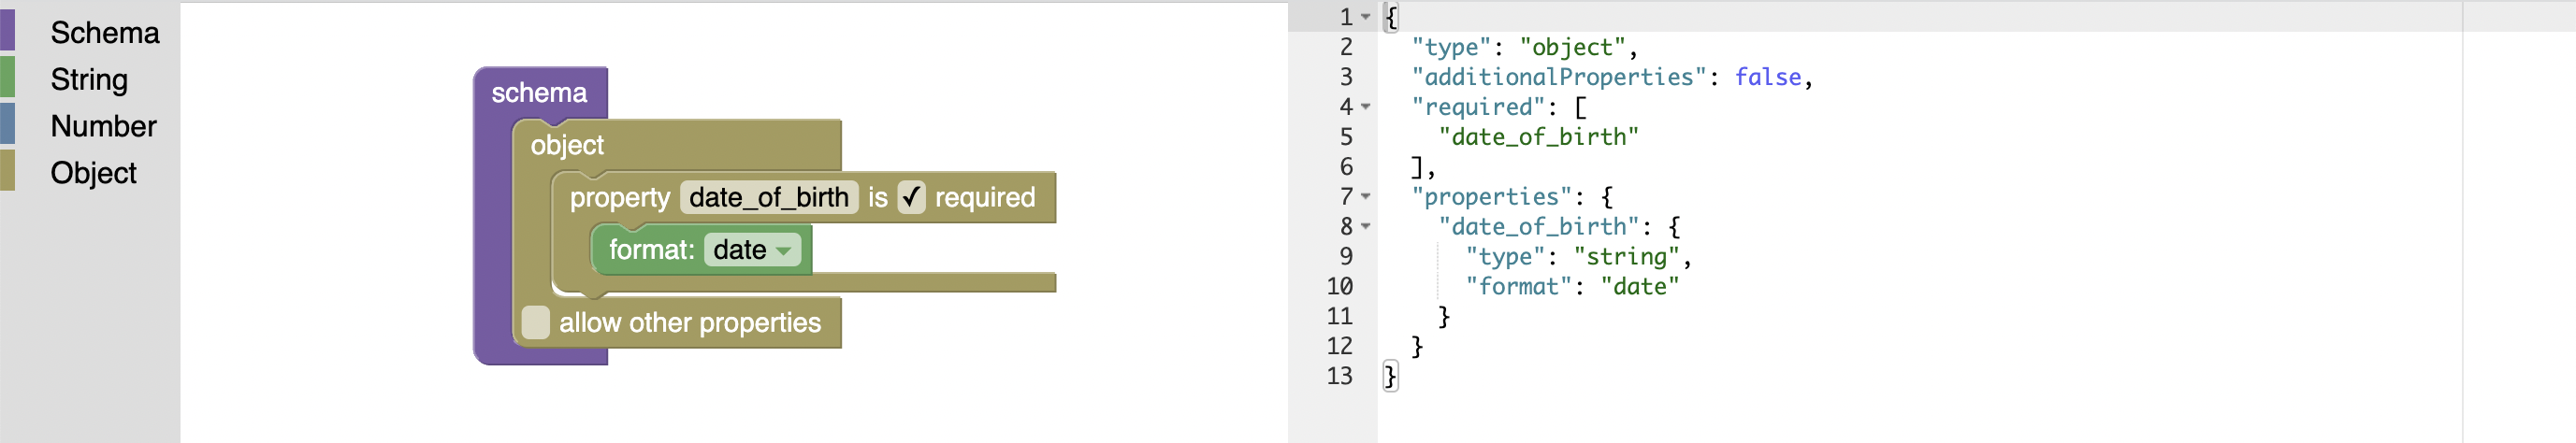 Schema
String
Number
Object
schema
object
property date_of_birth is ✓ required
format: date
allow other properties
1 {
2 "type": "object",
3 "additionalProperties": false,
4 "required": [
5 "date_of_birth"
6 ],
7 "properties": {
8 "date_of_birth": {
9 "type": "string",
10 "format": "date"
11 }
12 }
13 }